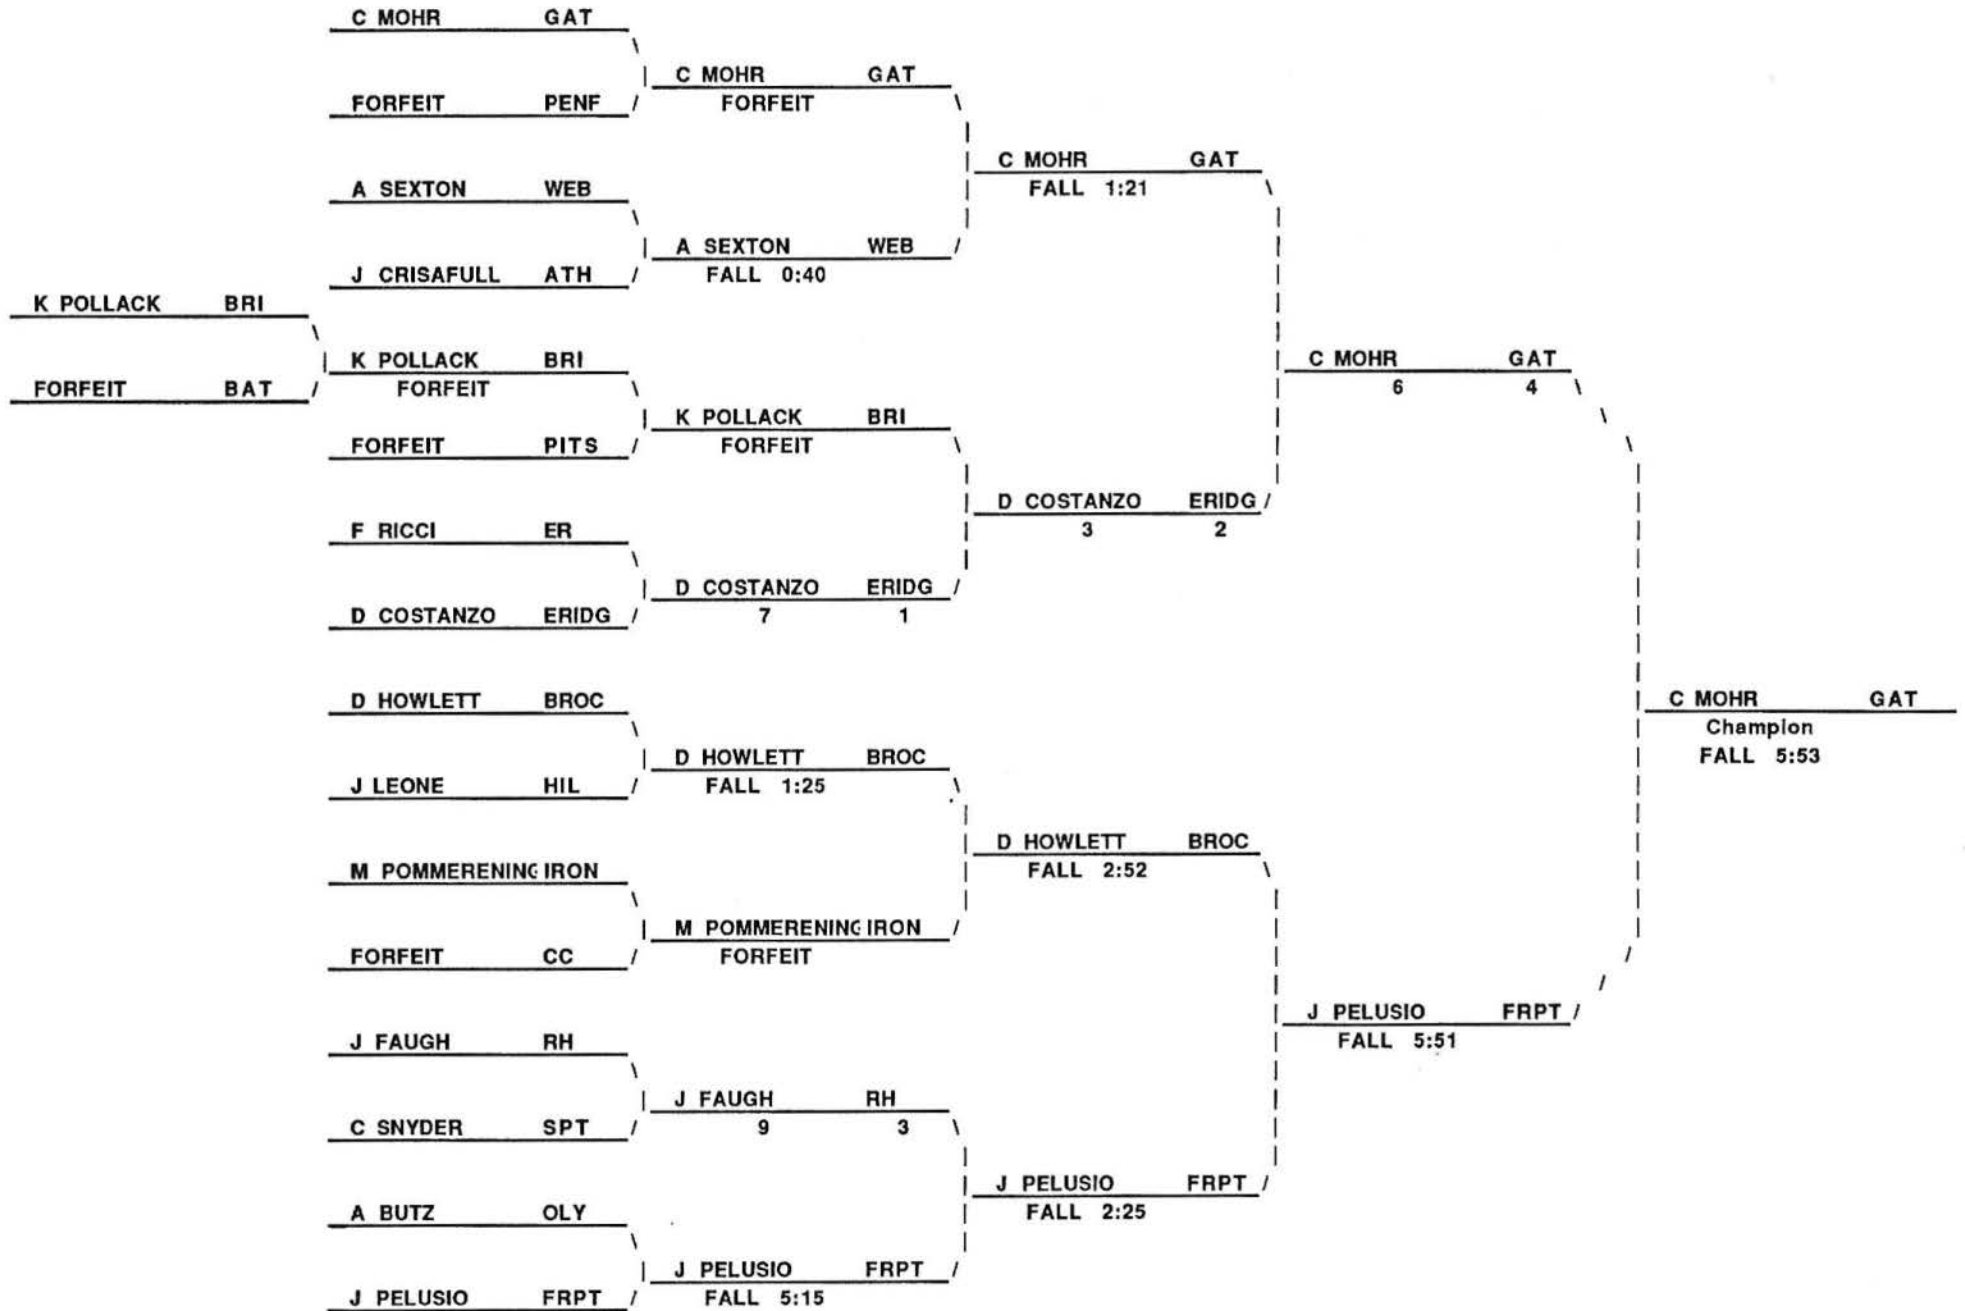 C MOHR GAT
FORFEIT PENF
A SEXTON WEB
J CRISAFULL ATH
K POLLACK BRI
FORFEIT BAT
K POLLACK BRI
FORFEIT
FORFEIT PITS
F RICCI ER
D COSTANZO ERIDG
D HOWLETT BROC
J LEONE HIL
M POMMERENING IRON
FORFEIT CC
J FAUGH RH
C SNYDER SPT
A BUTZ OLY
J PELUSIO FRPT
C MOHR GAT
FORFEIT
A SEXTON WEB
FALL 0:40
K POLLACK BRI
FORFEIT
D COSTANZO ERIDG
7 1
D HOWLETT BROC
FALL 1:25
M POMMERENING IRON
FORFEIT
J FAUGH RH
9 3
J PELUSIO FRPT
FALL 5:15
C MOHR GAT
FALL 1:21
D COSTANZO ERIDG
3 2
D HOWLETT BROC
FALL 2:52
J PELUSIO FRPT
FALL 2:25
C MOHR GAT
6 4
J PELUSIO FRPT
FALL 5:51
C MOHR GAT
Champion
FALL 5:53